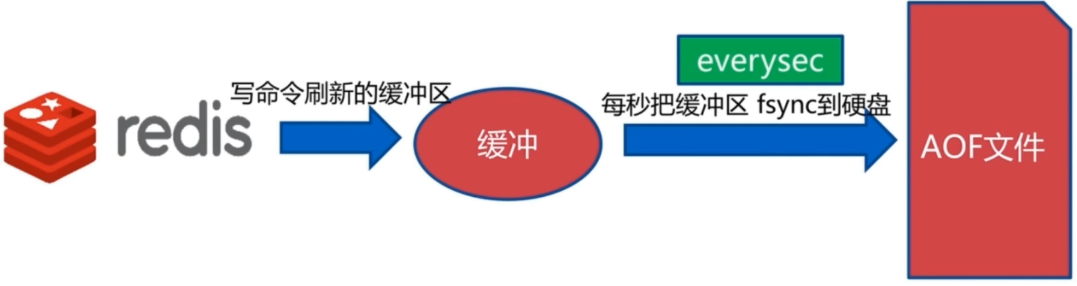 everysec
写命令刷新的缓冲区
每秒把缓冲区 fsync到硬盘
redis
缓冲
AOF文件